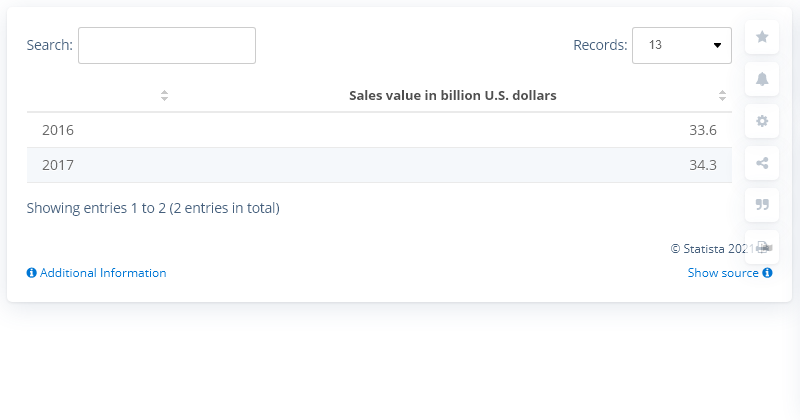 Search:
Records: 13
Sales value in billion U.S. dollars
2016 33.6
2017 34.3
Showing entries 1 to 2 (2 entries in total)
© Statista 2021
Additional Information
Show source